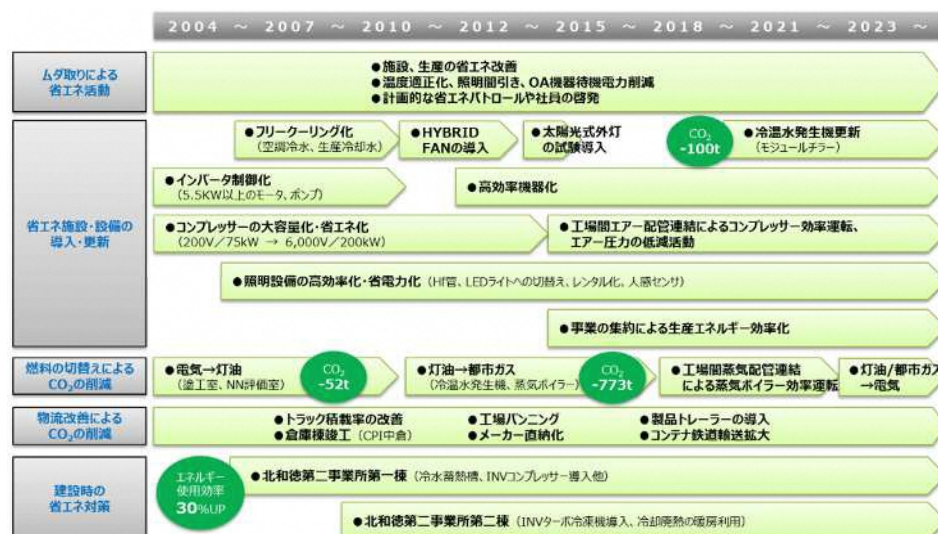 2004 ～ 2007 ～ 2010 ～ 2012 ～ 2015 ～ 2018 ～ 2021 ～ 2023 ～
ムダ取りによる
省エネ活動
●施設、生産の省エネ改善
●温度適正化、照明間引き、OA機器待機電力削減
●計画的な省エネパトロールや社員の啓発
省エネ施設・設備の
導入・更新
●フリークーリング化
(空調冷水、生産冷却水)
●HYBRID
FANの導入
●太陽光式外灯
の試験導入
CO₂
-100t
●冷温水発生機更新
(モジュールチラー)
●インバータ制御化
(5.5KW以上のモータ、ポンプ)
●高効率機器化
●コンプレッサーの大容量化・省エネ化
(200V／75kW → 6,000V／200kW)
●工場間エアー配管連結によるコンプレッサー効率運転、
エアー圧力の低減活動
●照明設備の高効率化・省電力化 (Hf管、LEDライトへの切替え、レンタル化、人感センサ)
●事業の集約による生産エネルギー効率化
燃料の切替えによる
CO₂の削減
●電気→灯油
(塗工室、NN評価室)
CO₂
-52t
●灯油→都市ガス
(冷温水発生機、蒸気ボイラー)
CO₂
-773t
●工場間蒸気配管連結
による蒸気ボイラー効率運転
●灯油/都市ガス
→電気
物流改善による
CO₂の削減
●トラック積載率の改善
●倉庫棟竣工 (CPI中倉)
●工場バンニング
●メーカー直納化
●製品トレーラーの導入
●コンテナ鉄道輸送拡大
建設時の
省エネ対策
エネルギー
使用効率
30%UP
●北和徳第二事業所第一棟 (冷水蓄熱槽、INVコンプレッサー導入他)
●北和徳第二事業所第二棟 (INVターボ冷凍機導入、冷却廃熱の暖房利用)